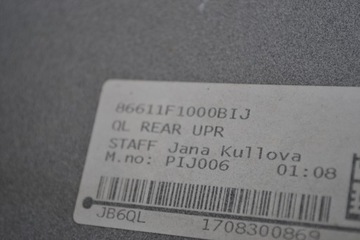 86611F1000BIJ
QL REAR UPR
STAFF Jana Kullova
M.no: PIJ006 01:08
JB6QL 1708300869